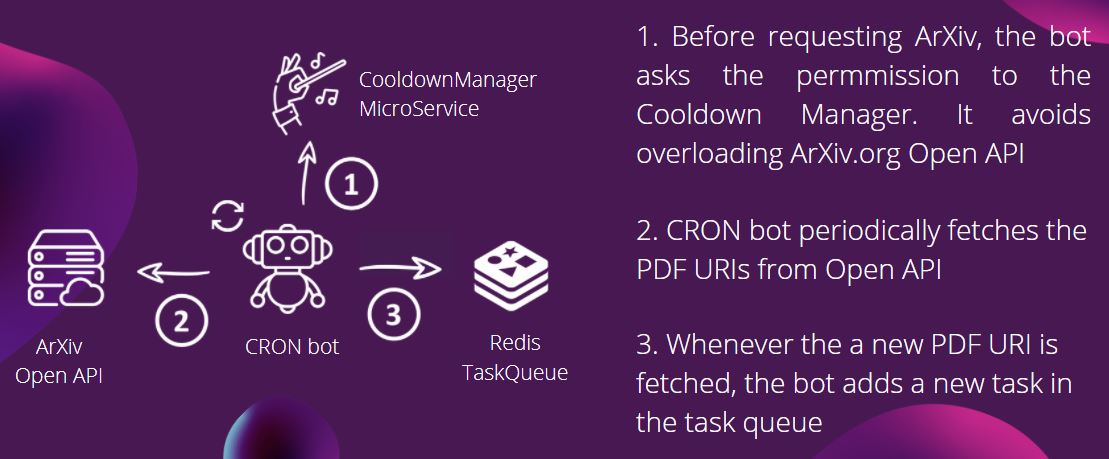 CooldownManager
MicroService
1
ArXiv
Open API
2
CRON bot
3
Redis
TaskQueue
1. Before requesting ArXiv, the bot
asks the permmission to the
Cooldown Manager. It avoids
overloading ArXiv.org Open API
2. CRON bot periodically fetches the
PDF URIs from Open API
3. Whenever the a new PDF URI is
fetched, the bot adds a new task in
the task queue